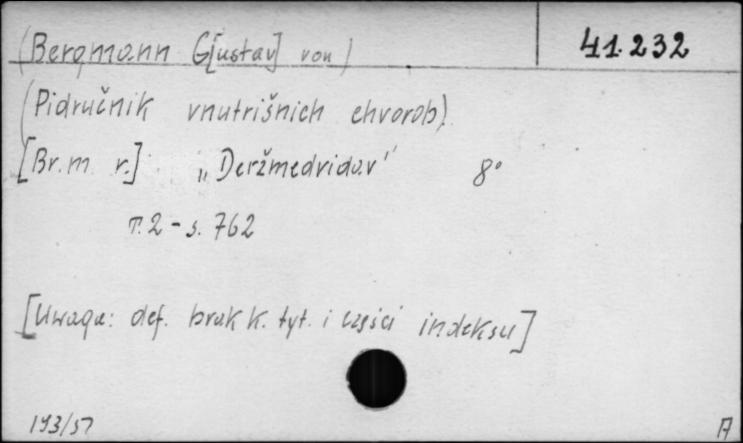 (Bergmann G[ustav] von) 41.232
(Pidručnik vnutrišnich chvorob).
[Br. m. r.] „Deržmedvidav" 8°
T. 2 - s. 762
[Uwaga: def. brak k. tyt. i części indeksu]
193/57 A